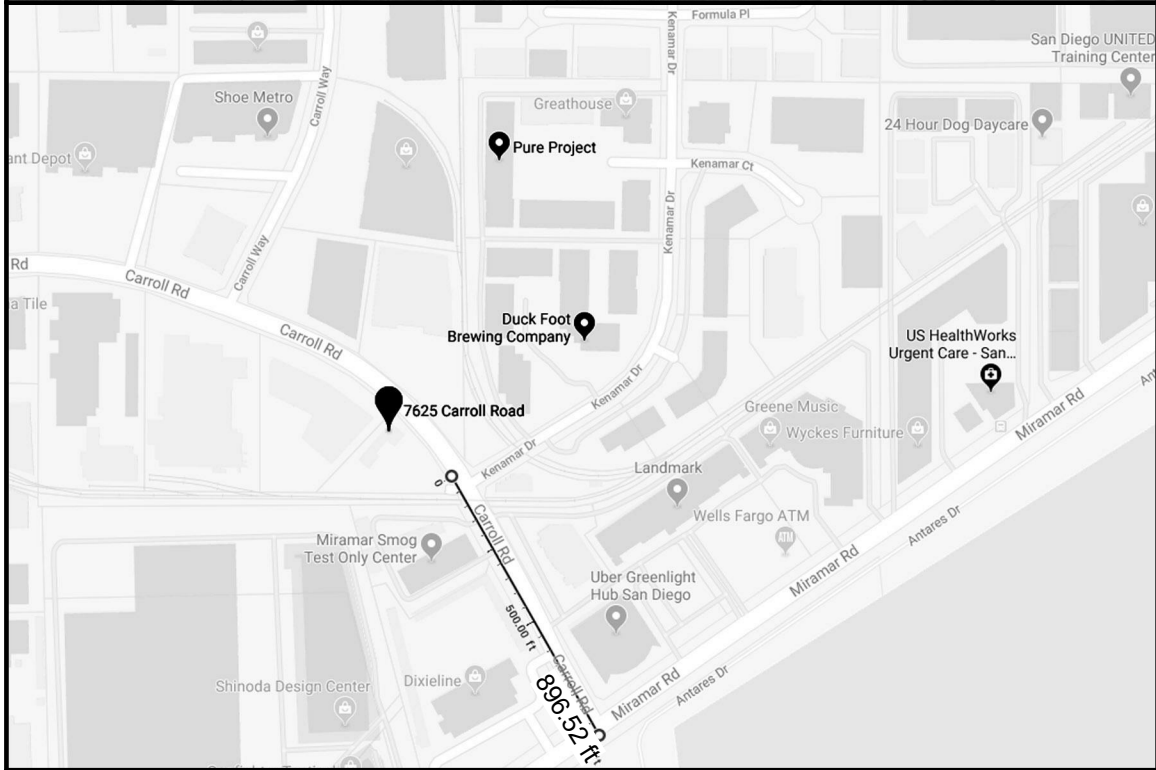 Formula Pl
Kenamar Dr
San Diego UNITED
Training Center
Carroll Way
Shoe Metro
Greathouse
24 Hour Dog Daycare
Pure Project
ant Depot
Kenamar Ct
Kenamar Dr
Carroll Way
Rd
Carroll Rd
a Tile
Carroll Rd
Duck Foot
Brewing Company
US HealthWorks
Urgent Care - San...
Kenamar Dr
Ant
Miramar Rd
7625 Carroll Road
Greene Music
Wyckes Furniture
Kenamar Dr
Landmark
0
Carroll Rd
Wells Fargo ATM
ATM
Antares Dr
Miramar Smog
Test Only Center
Miramar Rd
Uber Greenlight
Hub San Diego
500.00 ft
Carroll Rd
Miramar Rd
Antares Dr
Dixieline
Shinoda Design Center
896.52 ft